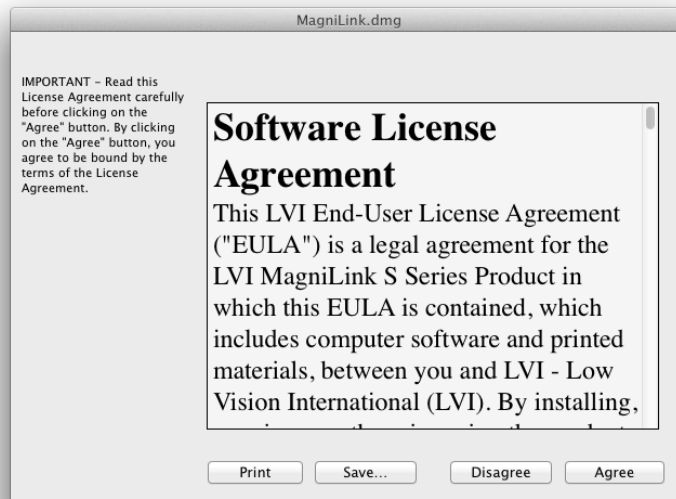 MagniLink.dmg
IMPORTANT – Read this
License Agreement carefully
before clicking on the
"Agree" button. By clicking
on the "Agree" button, you
agree to be bound by the
terms of the License
Agreement.
Software License
Agreement
This LVI End-User License Agreement
("EULA") is a legal agreement for the
LVI MagniLink S Series Product in
which this EULA is contained, which
includes computer software and printed
materials, between you and LVI - Low
Vision International (LVI). By installing,
Print
Save...
Disagree
Agree